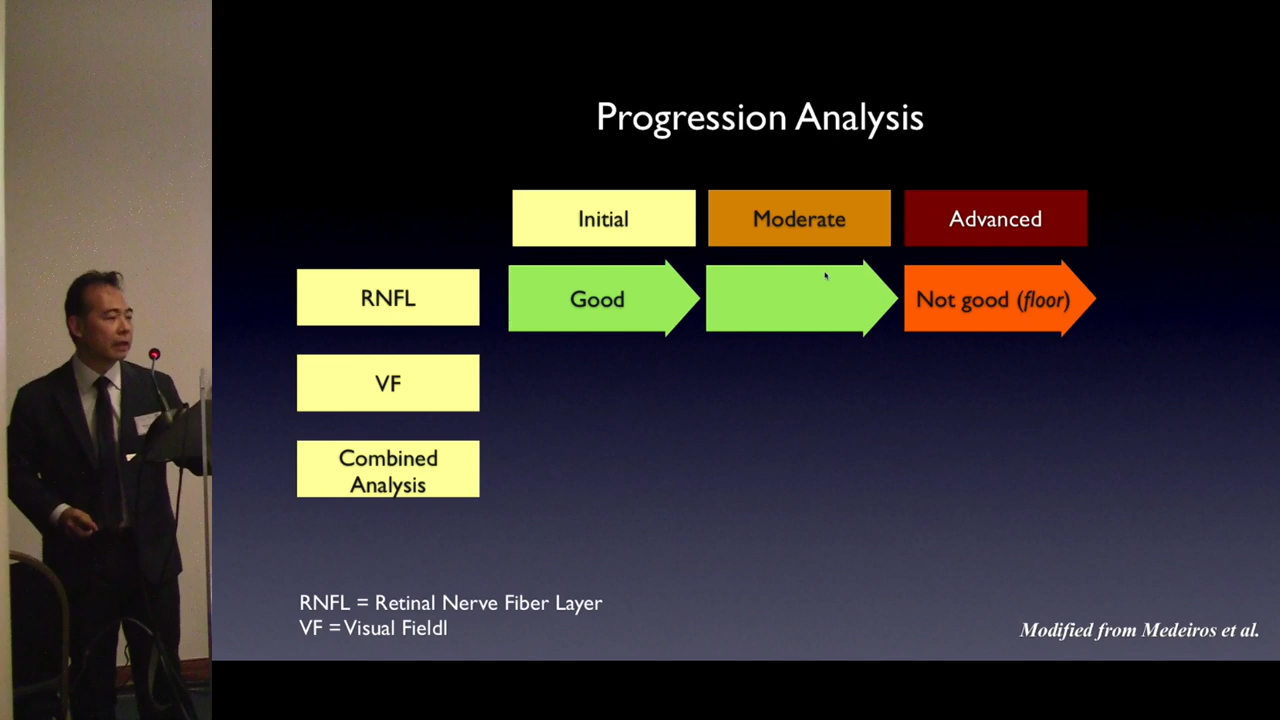 Progression Analysis
Initial
Moderate
Advanced
RNFL
Good
Not good (floor)
VF
Combined
Analysis
RNFL = Retinal Nerve Fiber Layer
VF = Visual Fieldl
Modified from Medeiros et al.